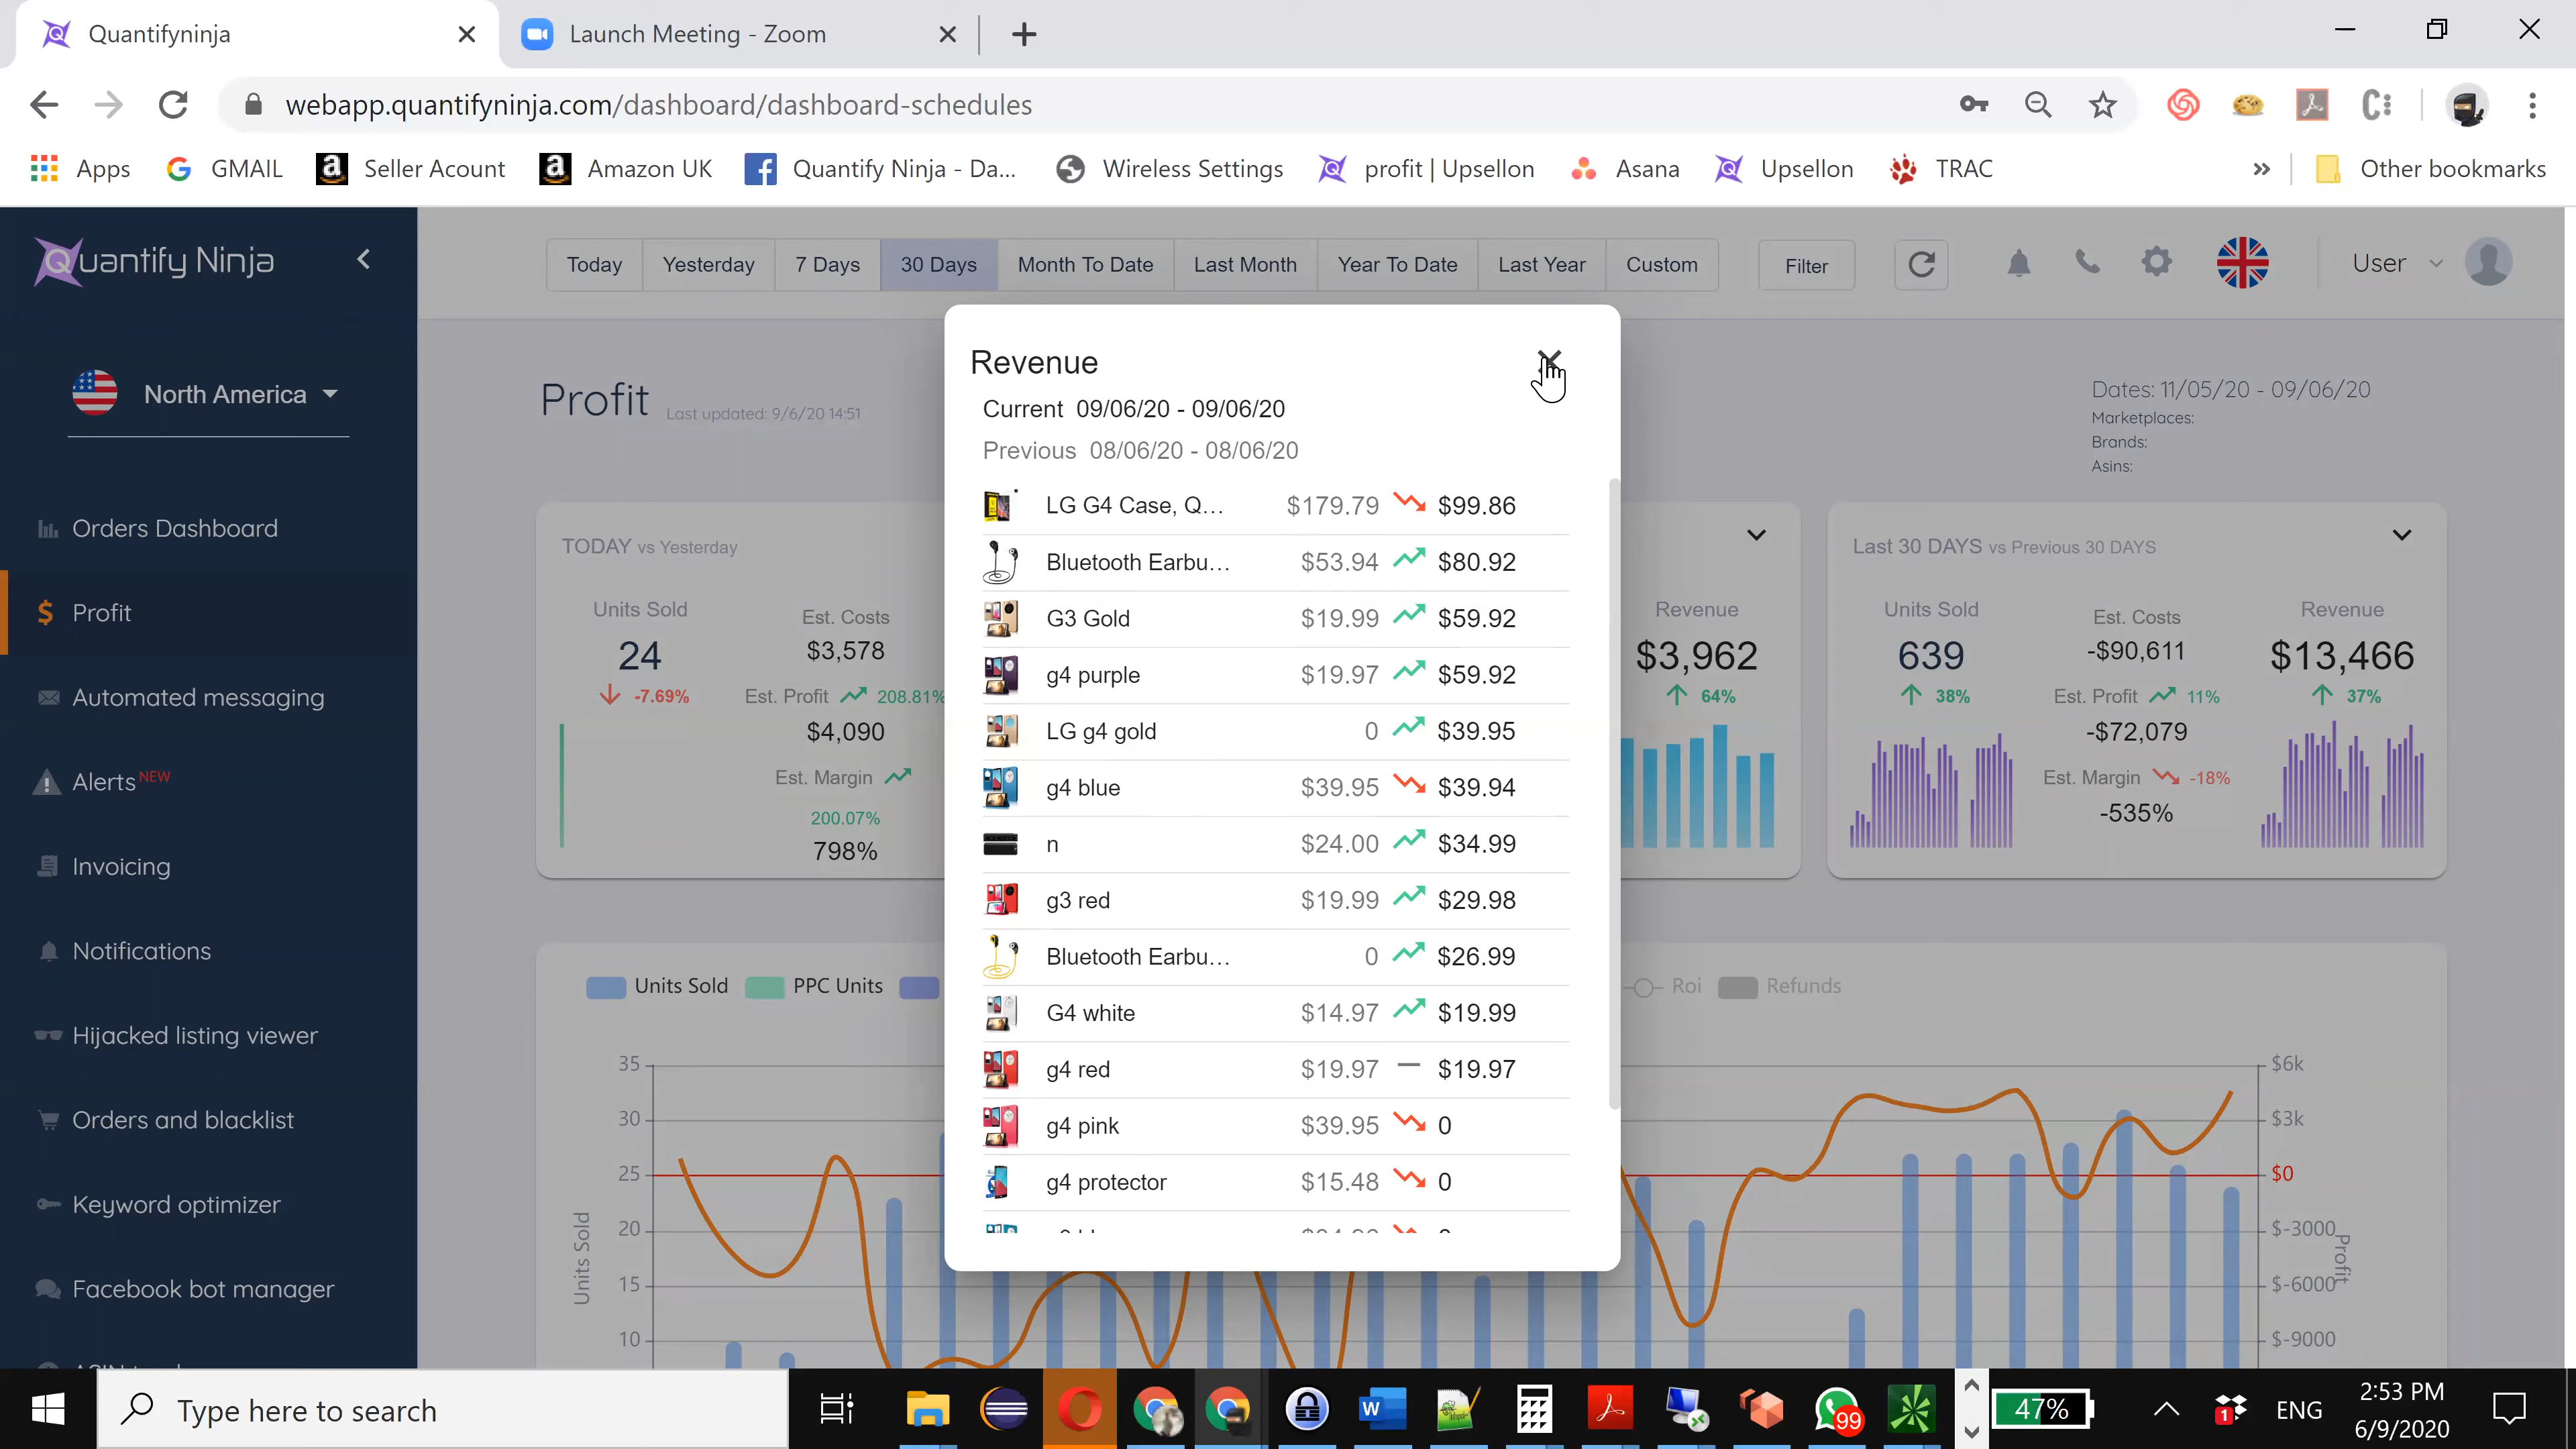 Quantifyninja
Launch Meeting - Zoom
webapp.quantifyninja.com/dashboard/dashboard-schedules
Apps GMAIL Seller Acount Amazon UK Quantify Ninja - Da... Wireless Settings profit | Upsellon Asana Upsellon TRAC » Other bookmarks
Quantify Ninja
Today Yesterday 7 Days 30 Days Month To Date Last Month Year To Date Last Year Custom Filter User
North America
Orders Dashboard
Profit
Automated messaging
Alerts NEW
Invoicing
Notifications
Hijacked listing viewer
Orders and blacklist
Keyword optimizer
Facebook bot manager
Profit Last updated: 9/6/20 14:51
Dates: 11/05/20 - 09/06/20
Marketplaces:
Brands:
Asins:
TODAY vs Yesterday
Units Sold
24
-7.69%
Est. Costs
$3,578
Est. Profit 208.81%
$4,090
Est. Margin
200.07%
798%
Revenue
Current 09/06/20 - 09/06/20
Previous 08/06/20 - 08/06/20
LG G4 Case, Q... $179.79 $99.86
Bluetooth Earbu... $53.94 $80.92
G3 Gold $19.99 $59.92
g4 purple $19.97 $59.92
LG g4 gold 0 $39.95
g4 blue $39.95 $39.94
n $24.00 $34.99
g3 red $19.99 $29.98
Bluetooth Earbu... 0 $26.99
G4 white $14.97 $19.99
g4 red $19.97 $19.97
g4 pink $39.95 0
g4 protector $15.48 0
Revenue
$3,962
64%
Last 30 DAYS vs Previous 30 DAYS
Units Sold
639
38%
Est. Costs
-$90,611
Est. Profit 11%
-$72,079
Est. Margin -18%
-535%
Revenue
$13,466
37%
Units Sold PPC Units Roi Refunds
35
30
25
20
15
10
Units Sold
$6k
$3k
$0
$-3000
$-6000
$-9000
Profit
Type here to search
99
47%
1
ENG
2:53 PM
6/9/2020